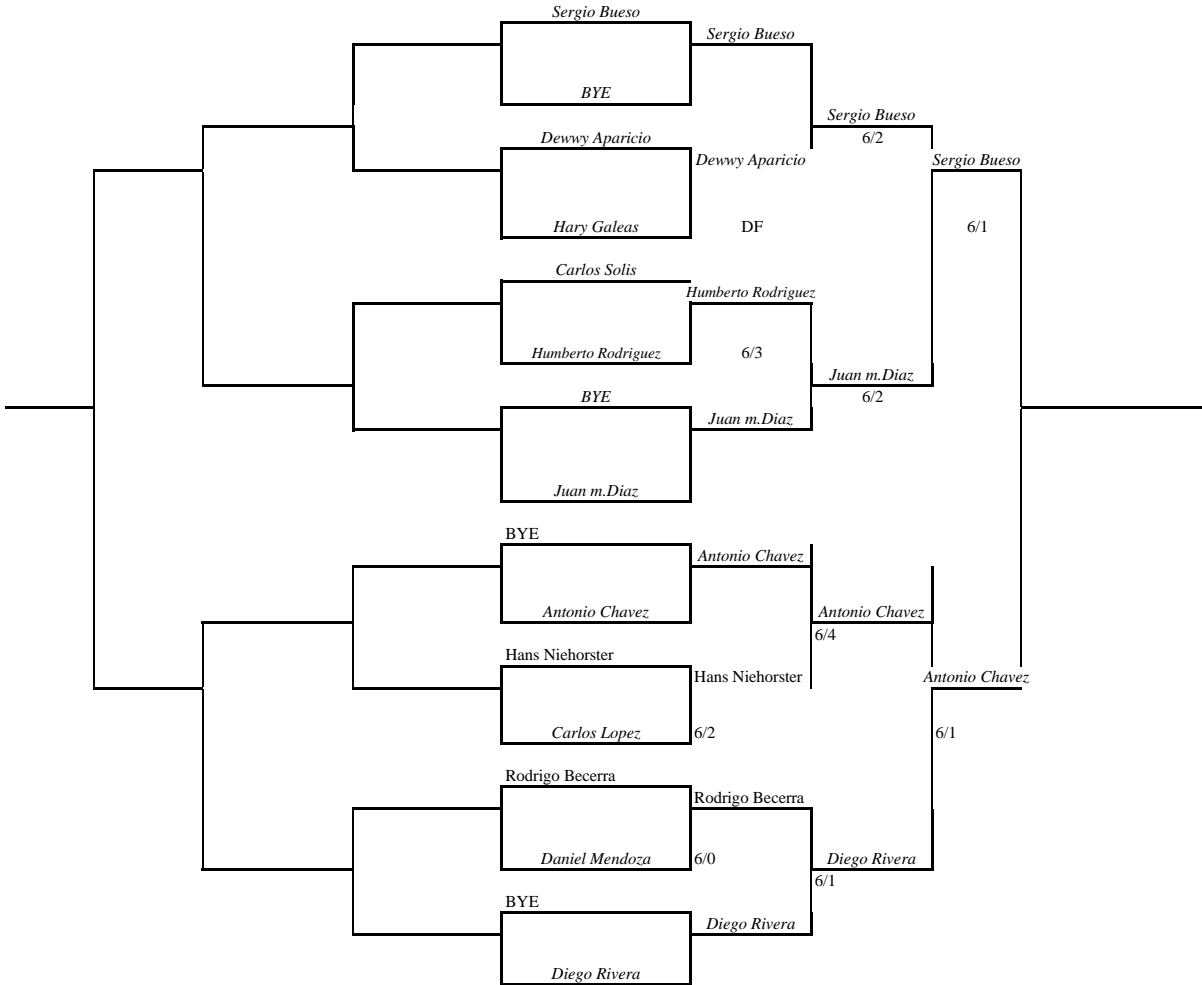 Sergio Bueso
Sergio Bueso
BYE
Sergio Bueso
Dewwy Aparicio
6/2
Dewwy Aparicio
Sergio Bueso
Hary Galeas
DF
6/1
Carlos Solis
Humberto Rodriguez
Humberto Rodriguez
6/3
Juan m.Diaz
BYE
6/2
Juan m.Diaz
Juan m.Diaz
BYE
Antonio Chavez
Antonio Chavez
Antonio Chavez
6/4
Hans Niehorster
Hans Niehorster
Antonio Chavez
Carlos Lopez
6/2
6/1
Rodrigo Becerra
Rodrigo Becerra
Daniel Mendoza
6/0
Diego Rivera
6/1
BYE
Diego Rivera
Diego Rivera